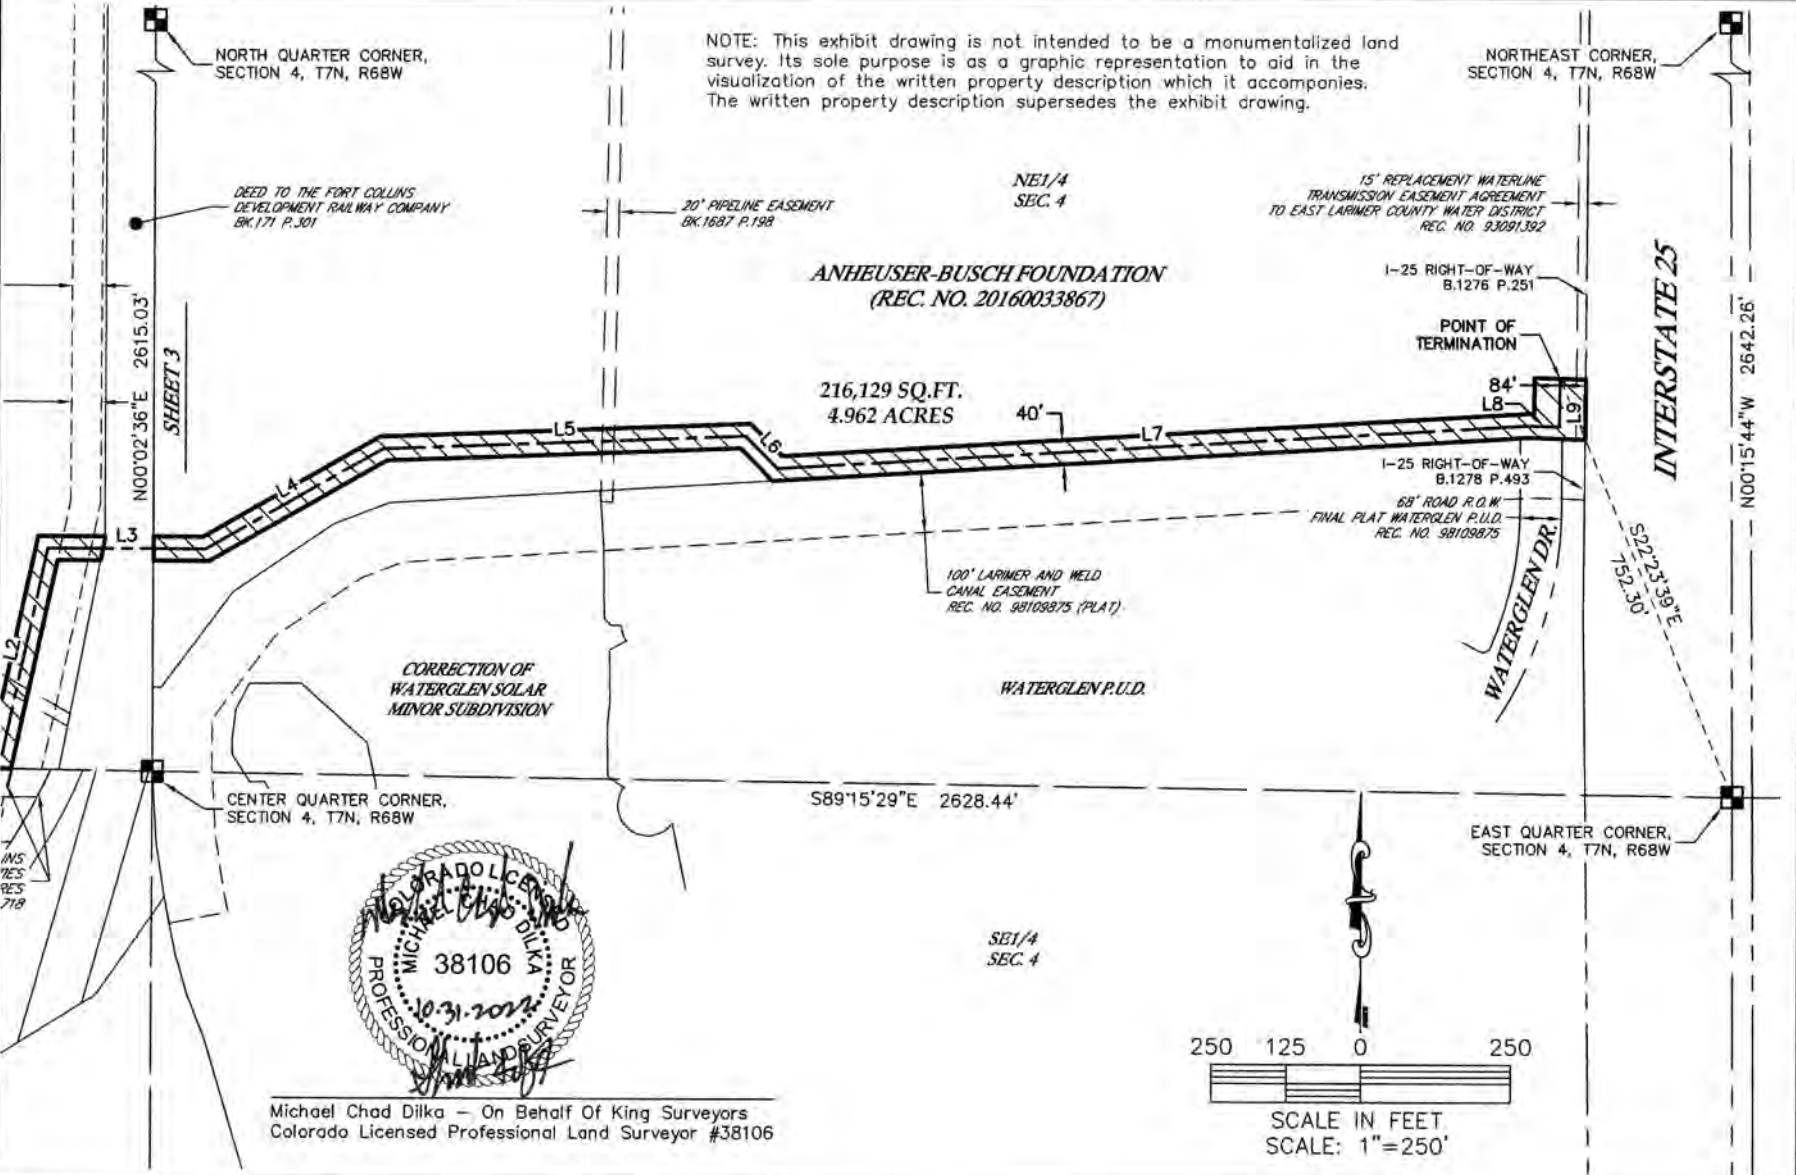 NORTH QUARTER CORNER,
SECTION 4, T7N, R68W
NOTE: This exhibit drawing is not intended to be a monumentalized land
survey. Its sole purpose is as a graphic representation to aid in the
visualization of the written property description which it accompanies.
The written property description supersedes the exhibit drawing.
NORTHEAST CORNER,
SECTION 4, T7N, R68W
DEED TO THE FORT COLLINS
DEVELOPMENT RAILWAY COMPANY
BK.171 P.301
20' PIPELINE EASEMENT
BK.1687 P.198
NE1/4
SEC. 4
15' REPLACEMENT WATERLINE
TRANSMISSION EASEMENT AGREEMENT
TO EAST LARIMER COUNTY WATER DISTRICT
REC. NO. 93091392
ANHEUSER-BUSCH FOUNDATION
(REC. NO. 20160033867)
I-25 RIGHT-OF-WAY
B.1276 P.251
INTERSTATE 25
N00°15'44"W 2642.26'
N00°02'36"E 2615.03'
SHEET 3
POINT OF
TERMINATION
216,129 SQ.FT.
4.962 ACRES
40'
84'
L8
L9
L5
L6
L7
L4
L3
L2
I-25 RIGHT-OF-WAY
B.1278 P.493
68' ROAD R.O.W.
FINAL PLAT WATERGLEN P.U.D.
REC. NO. 98109875
100' LARIMER AND WELD
CANAL EASEMENT
REC. NO. 98109875 (PLAT)
WATERGLEN DR.
S22°23'39"E
752.30'
CORRECTION OF
WATERGLEN SOLAR
MINOR SUBDIVISION
WATERGLEN P.U.D.
CENTER QUARTER CORNER,
SECTION 4, T7N, R68W
S89°15'29"E 2628.44'
EAST QUARTER CORNER,
SECTION 4, T7N, R68W
INS
718
COLORADO LICENSED
MICHAEL CHAD DILKA
38106
10-31-2022
PROFESSIONAL LAND SURVEYOR
SE1/4
SEC. 4
Michael Chad Dilka - On Behalf Of King Surveyors
Colorado Licensed Professional Land Surveyor #38106
250 125 0 250
SCALE IN FEET
SCALE: 1"=250'